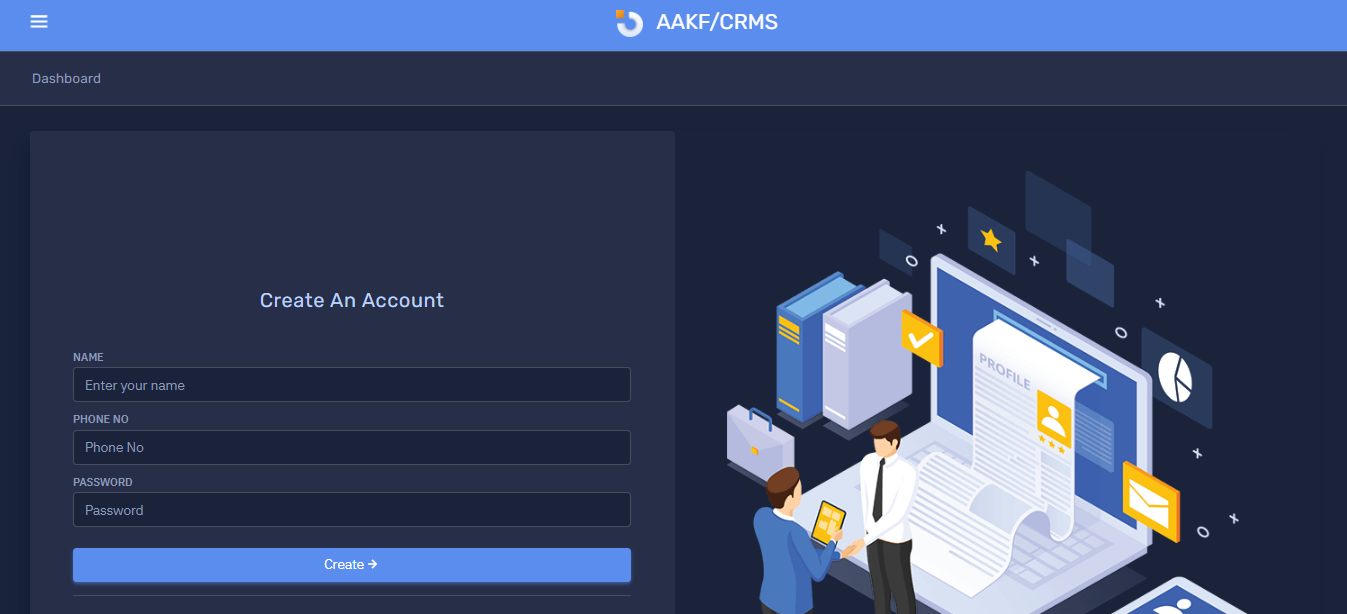 AAKF/CRMS
Dashboard
Create An Account
NAME
Enter your name
PHONE NO
Phone No
PASSWORD
Password
Create →
PROFILE